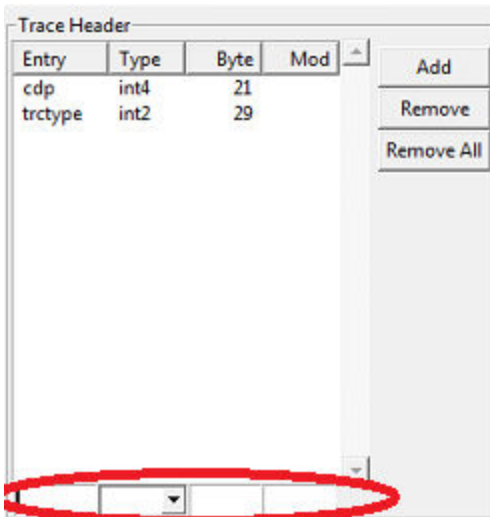 Trace Header
Entry Type Byte Mod
cdp int4 21
trctype int2 29
Add
Remove
Remove All